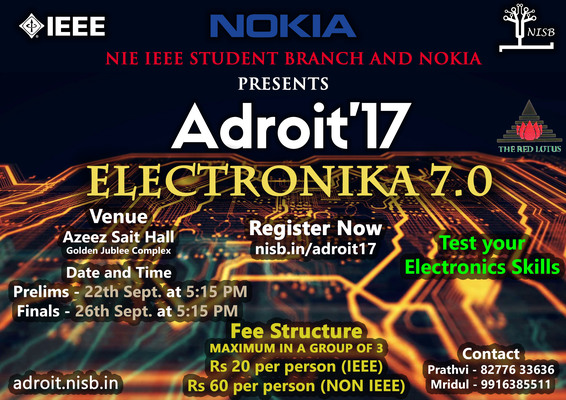 IEEE
NOKIA
NISB
NIE IEEE STUDENT BRANCH AND NOKIA
PRESENTS
Adroit'17
THE RED LOTUS
ELECTRONIKA 7.0
Venue
Azeez Sait Hall
Golden Jublee Complex
Date and Time
Prelims - 22th Sept. at 5:15 PM
Finals - 26th Sept. at 5:15 PM
Register Now
nisb.in/adroit17
Test your
Electronics Skills
Fee Structure
MAXIMUM IN A GROUP OF 3
Rs 20 per person (IEEE)
Rs 60 per person (NON IEEE)
Contact
Prathvi - 82776 33636
Mridul - 9916385511
adroit.nisb.in